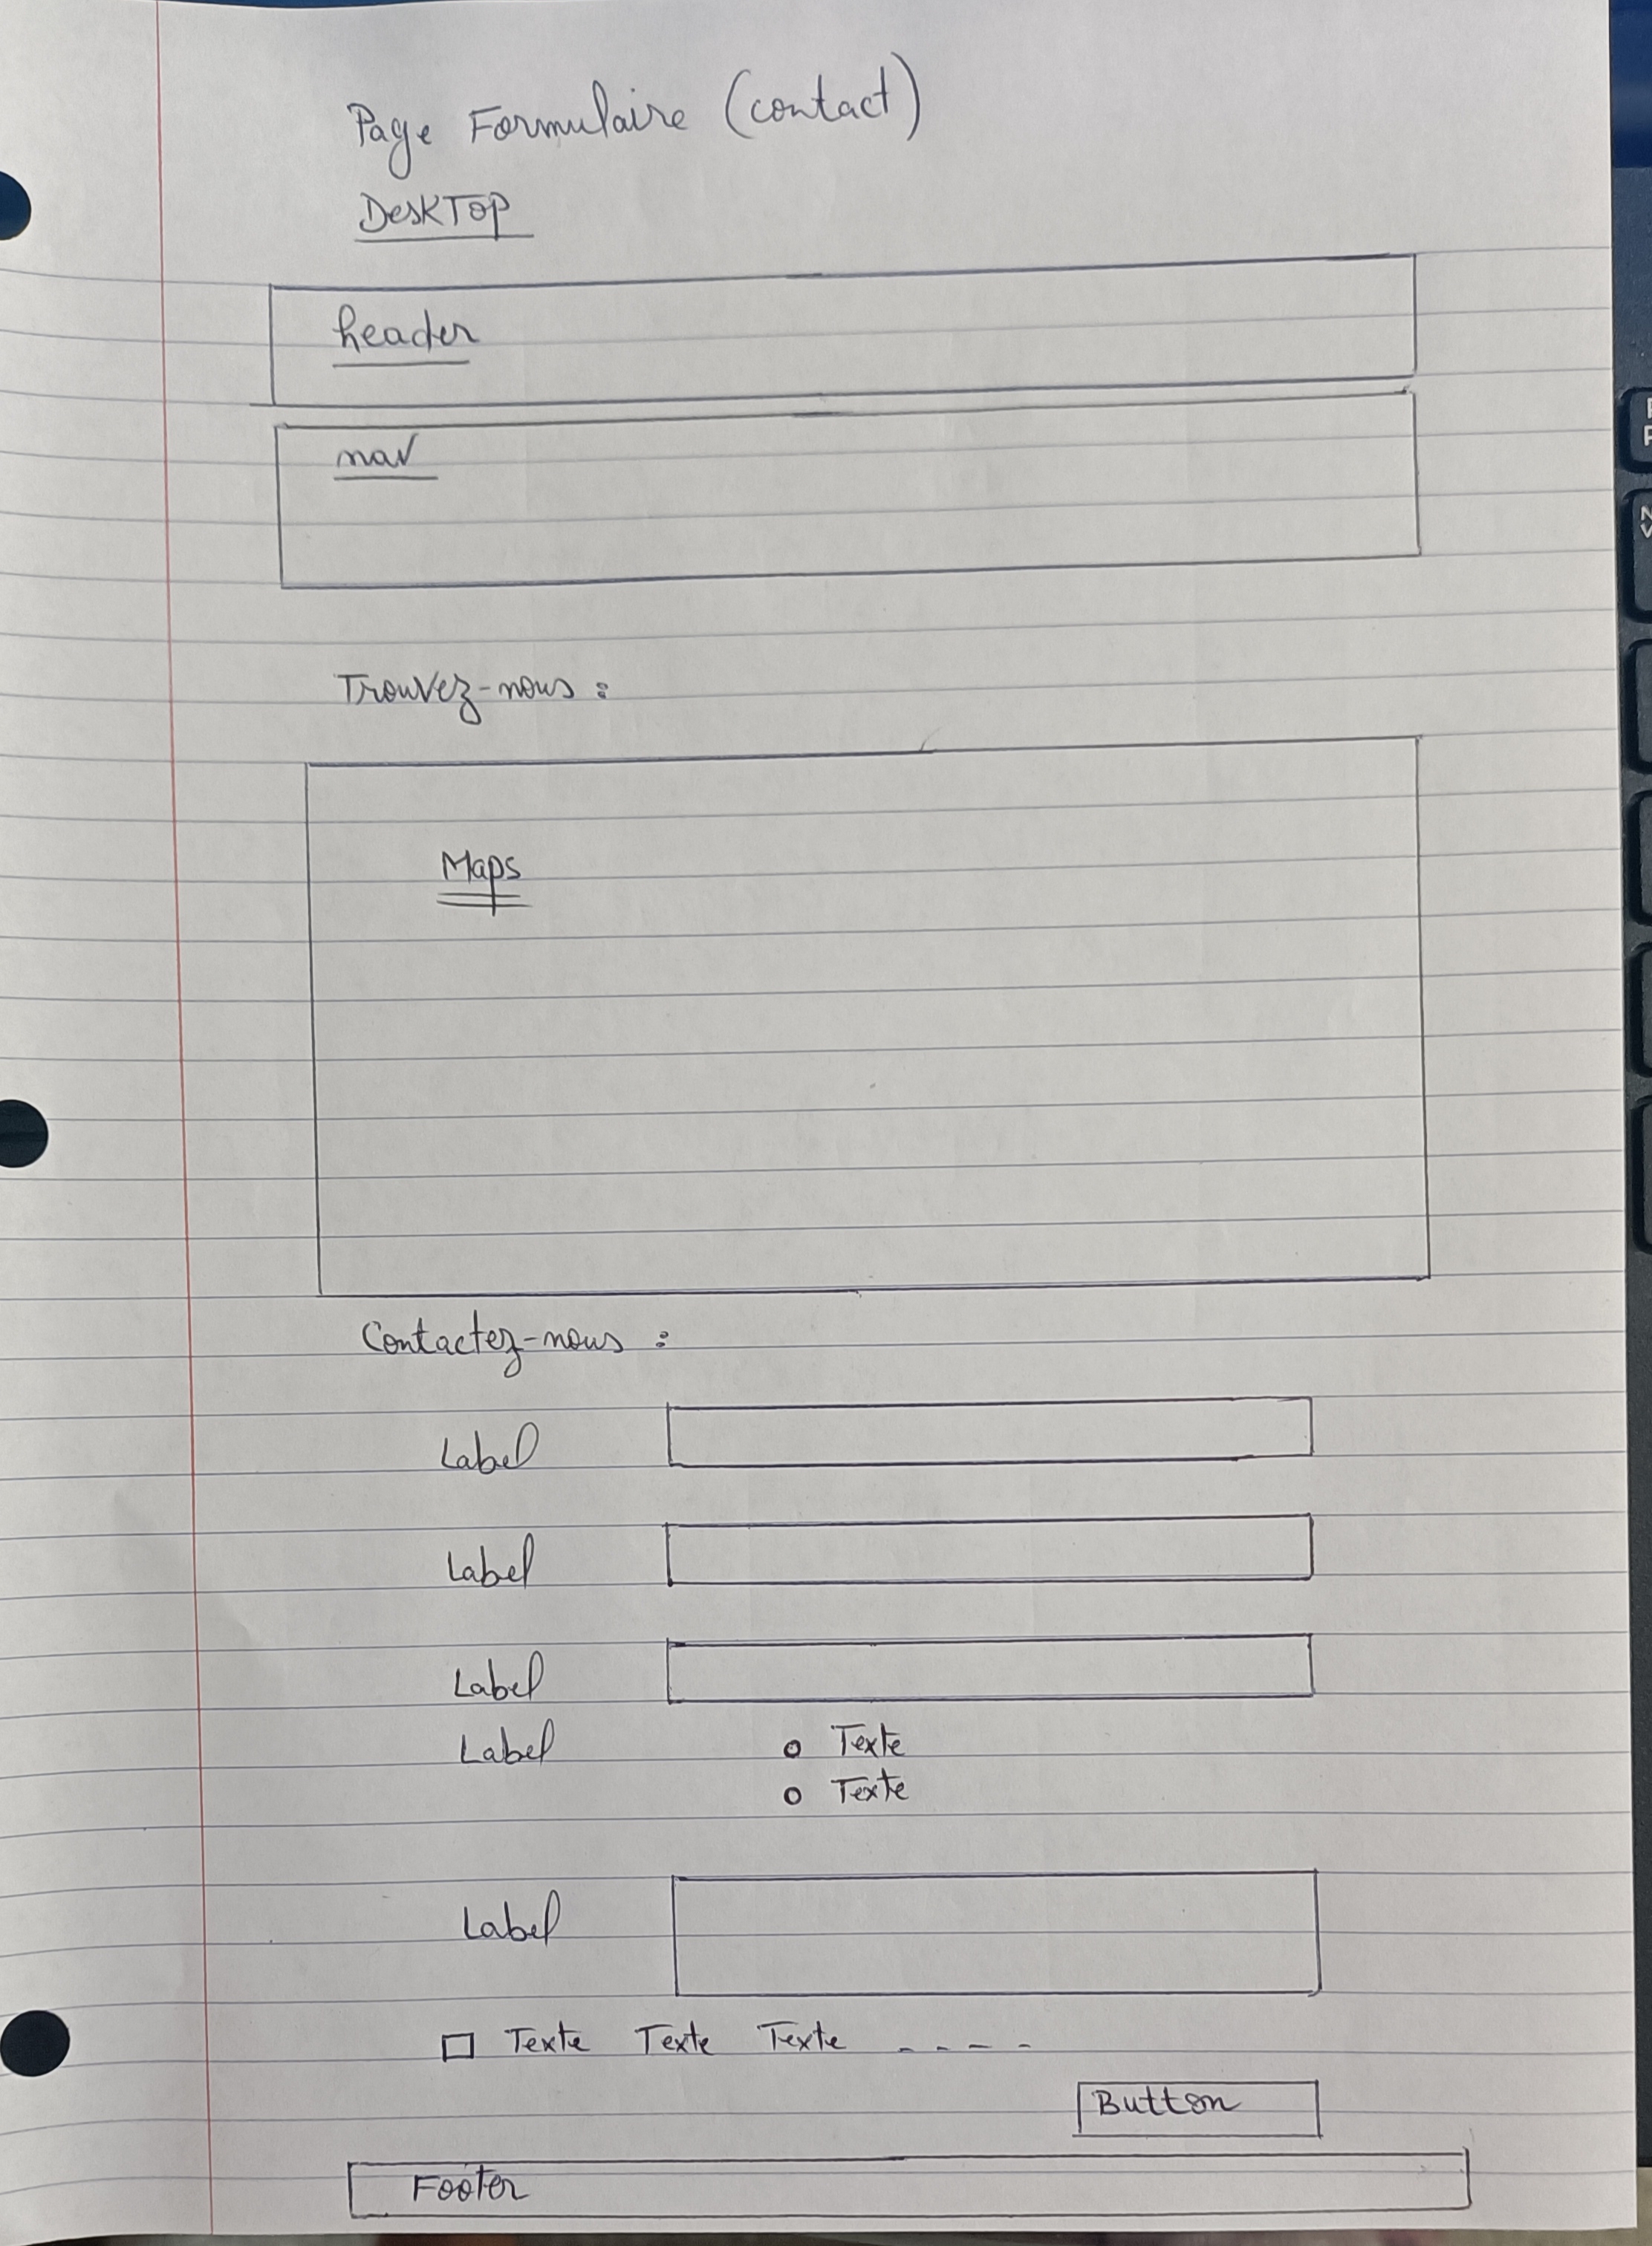 Page Formulaire (contact)
DeskTop
header
nav
Trouvez-nous :
Maps
Contactez-nous :
Label
Label
Label
Label
o Texte
o Texte
Label
Texte Texte Texte - - - -
Button
Footer